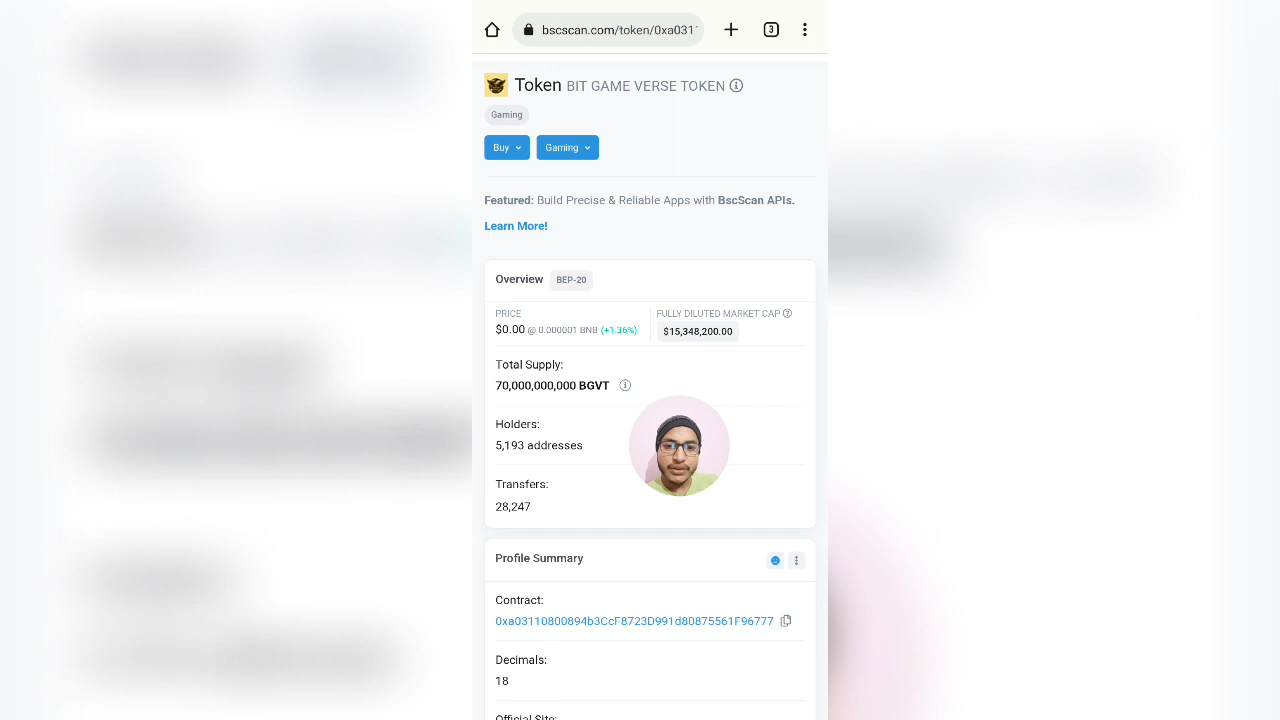 bscscan.com/token/0xa031
3
Token BIT GAME VERSE TOKEN
Gaming
Buy
Gaming
Featured: Build Precise & Reliable Apps with BscScan APIs.
Learn More!
Overview BEP-20
PRICE
$0.00 @ 0.000001 BNB (+1.36%)
FULLY DILUTED MARKET CAP
$15,348,200.00
Total Supply:
70,000,000,000 BGVT
Holders:
5,193 addresses
Transfers:
28,247
Profile Summary
Contract:
0xa03110800894b3CcF8723D991d80875561F96777
Decimals:
18
Official Site: